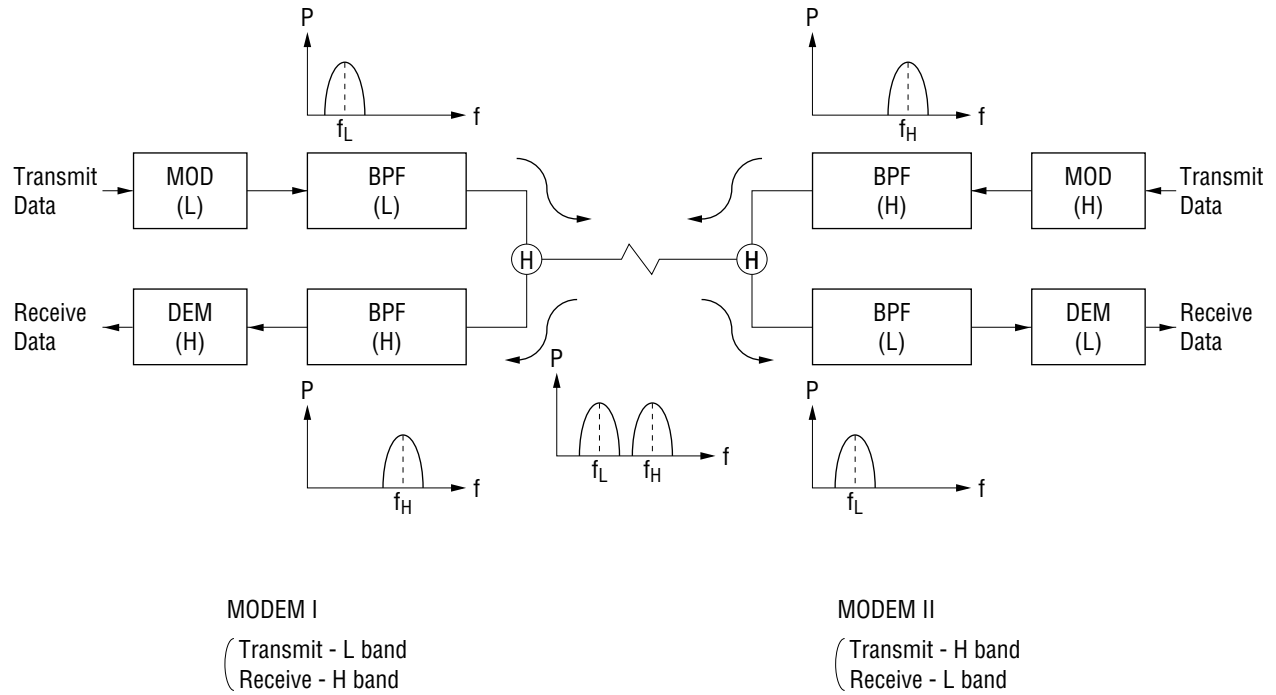 P
f
f_L
P
f
f_H
Transmit
Data
MOD
(L)
BPF
(L)
BPF
(H)
MOD
(H)
Transmit
Data
H
H
Receive
Data
DEM
(H)
BPF
(H)
BPF
(L)
DEM
(L)
Receive
Data
P
f
f_H
P
f
f_L
f_H
P
f
f_L
MODEM I
Transmit - L band
Receive - H band
MODEM II
Transmit - H band
Receive - L band